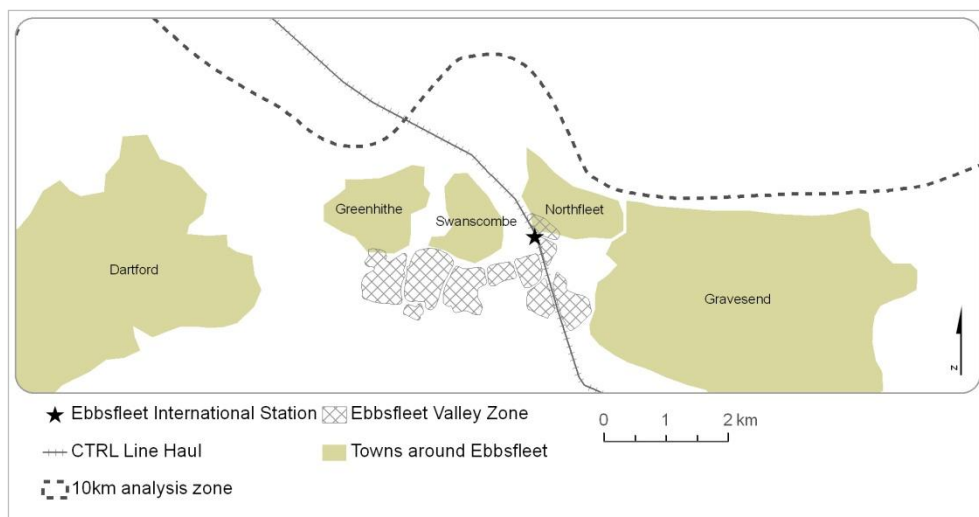 Greenhithe
Swanscombe
Northfleet
Dartford
Gravesend
N
Ebbsfleet International Station
Ebbsfleet Valley Zone
CTRL Line Haul
Towns around Ebbsfleet
10km analysis zone
0 1 2 km